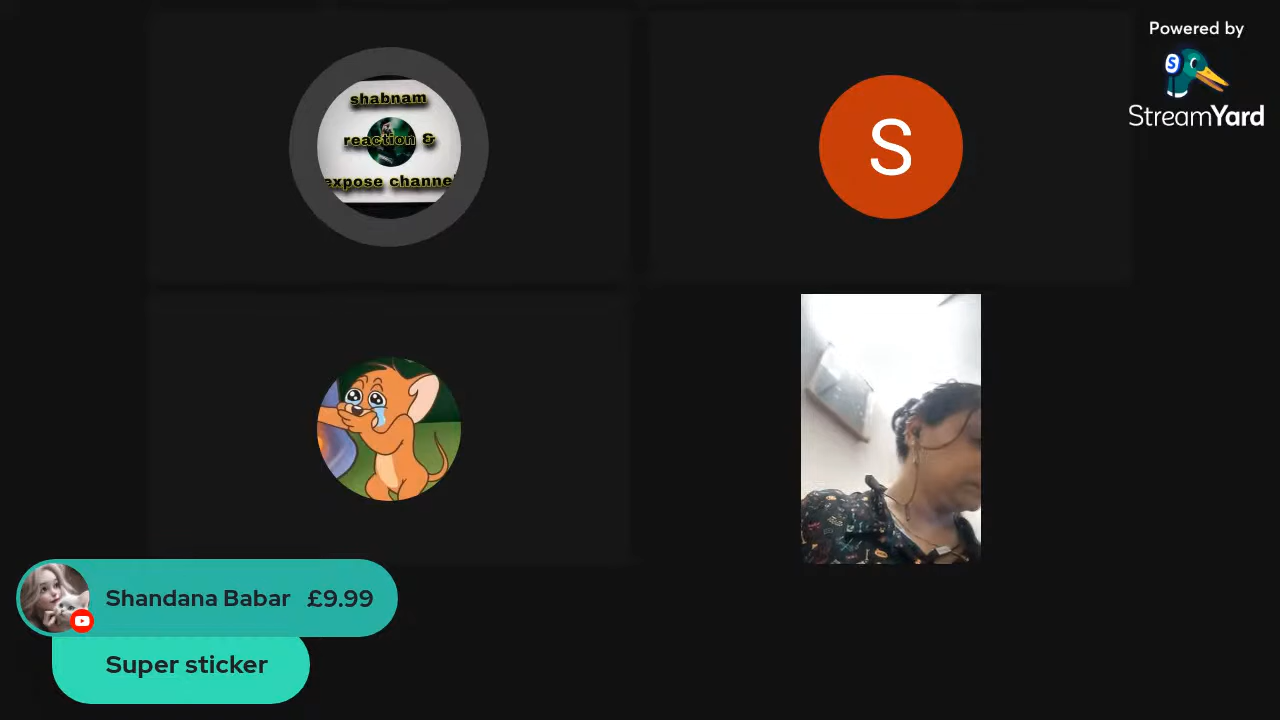 Powered by
StreamYard
shabnam
reaction &
expose channel
S
S
Shandana Babar £9.99
Super sticker